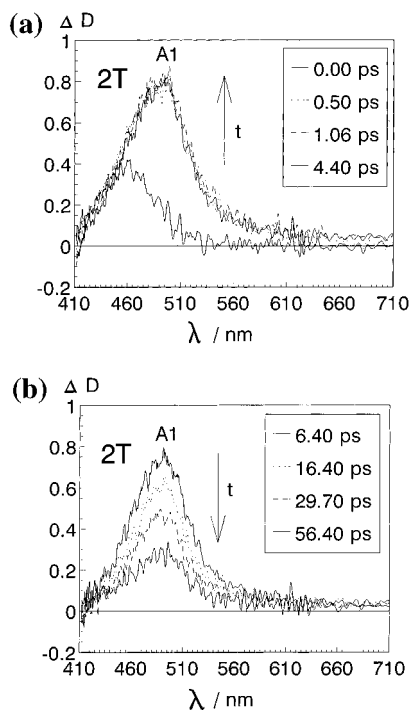 (a) Δ D
1
0.8
0.6
0.4
0.2
0
-0.2
2T
A1
t
0.00 ps
0.50 ps
1.06 ps
4.40 ps
410 460 510 560 610 660 710
λ / nm
(b) Δ D
1
0.8
0.6
0.4
0.2
0
-0.2
2T
A1
t
6.40 ps
16.40 ps
29.70 ps
56.40 ps
410 460 510 560 610 660 710
λ / nm